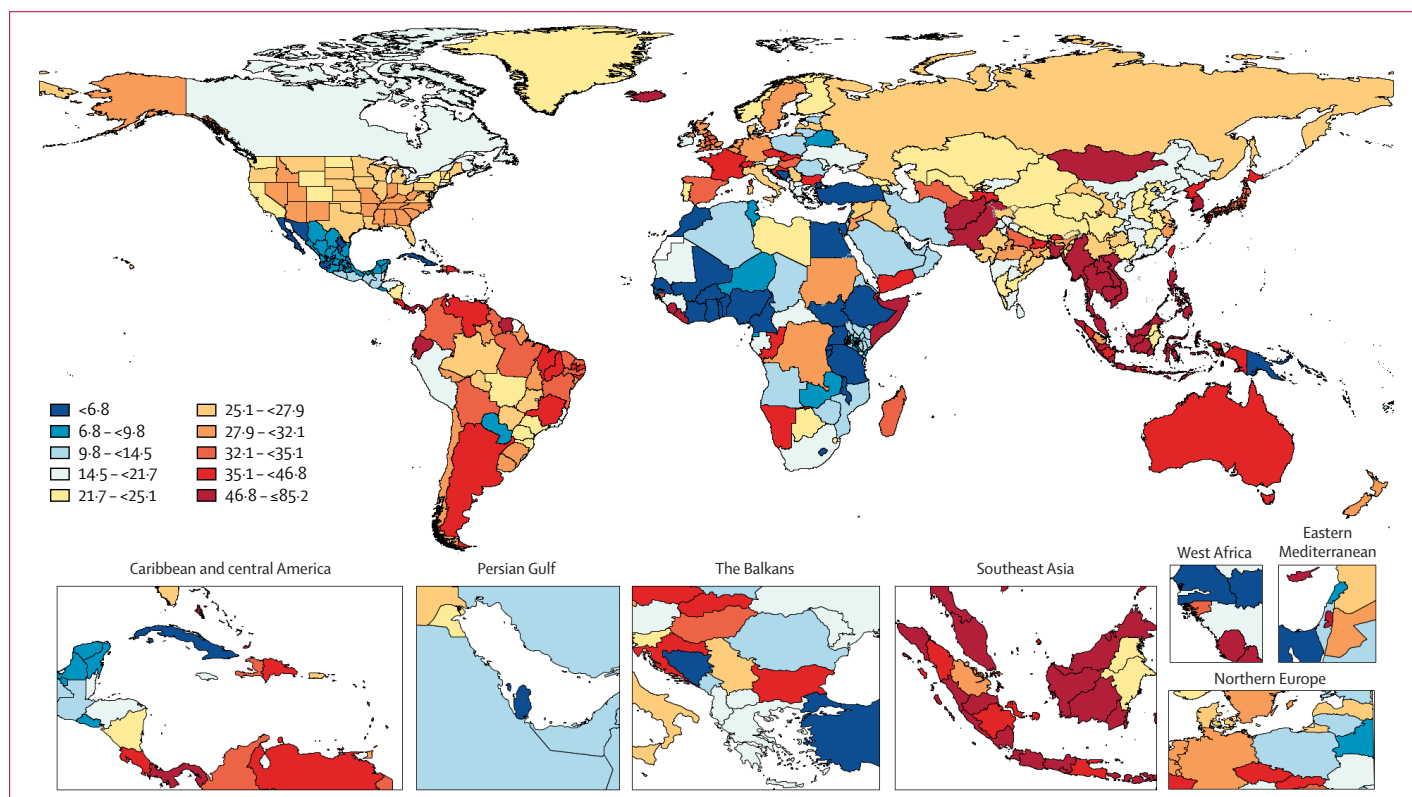 <6·8
6·8 – <9·8
9·8 – <14·5
14·5 – <21·7
21·7 – <25·1
25·1 – <27·9
27·9 – <32·1
32·1 – <35·1
35·1 – <46·8
46·8 – ≤85·2
Caribbean and central America
Persian Gulf
The Balkans
Southeast Asia
West Africa
Eastern
Mediterranean
Northern Europe